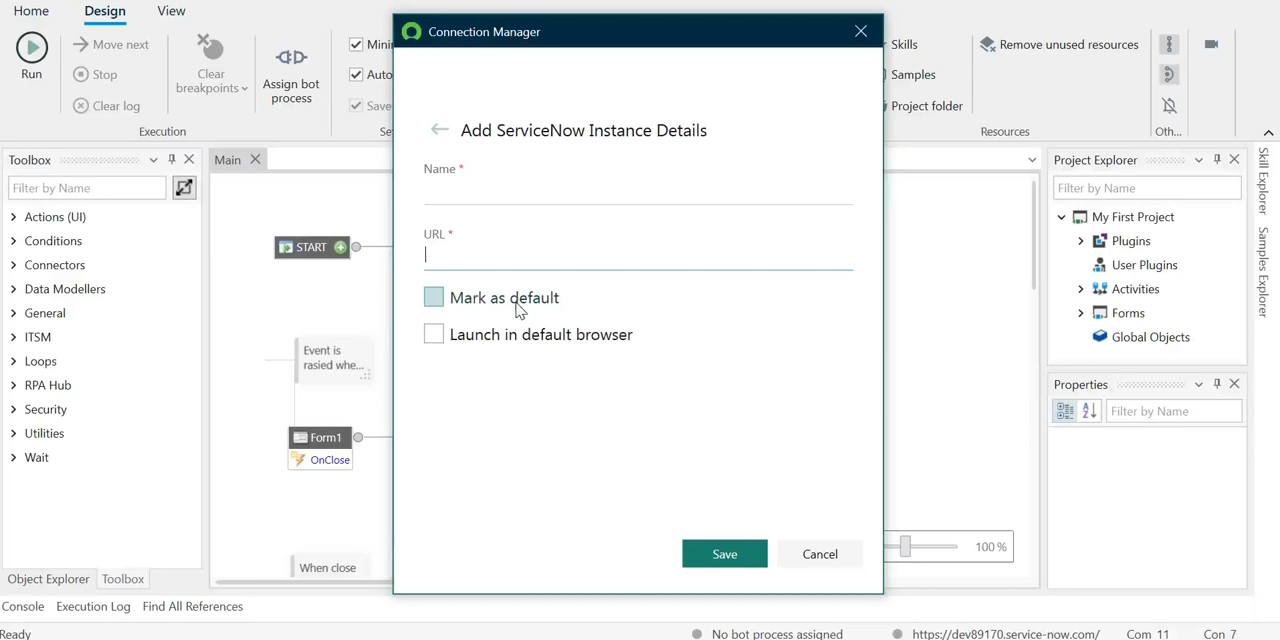 Home Design View
Connection Manager
Run
Move next
Stop
Clear log
Clear
breakpoints
Assign bot
process
Execution
Mini
Auto
Save
Se
Skills
Samples
Project folder
Remove unused resources
Resources
Oth...
Toolbox
Filter by Name
Actions (UI)
Conditions
Connectors
Data Modellers
General
ITSM
Loops
RPA Hub
Security
Utilities
Wait
Object Explorer Toolbox
Main
START
Event is
rasied whe...
Form1
OnClose
When close
Add ServiceNow Instance Details
Name *
URL *
Mark as default
Launch in default browser
Save Cancel
100 %
Project Explorer
Filter by Name
My First Project
Plugins
User Plugins
Activities
Forms
Global Objects
Properties
Filter by Name
Skill Explorer
Samples Explorer
Console Execution Log Find All References
Ready No bot process assigned https://dev89170.service-now.com/ Com 11 Con 7